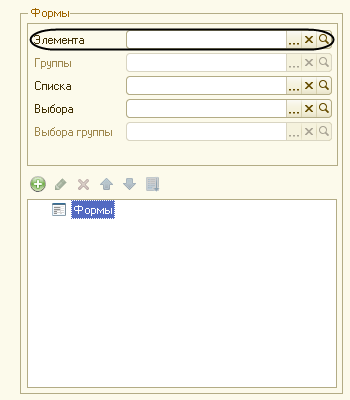 Формы
Элемента
Группы
Списка
Выбора
Выбора группы
Формы